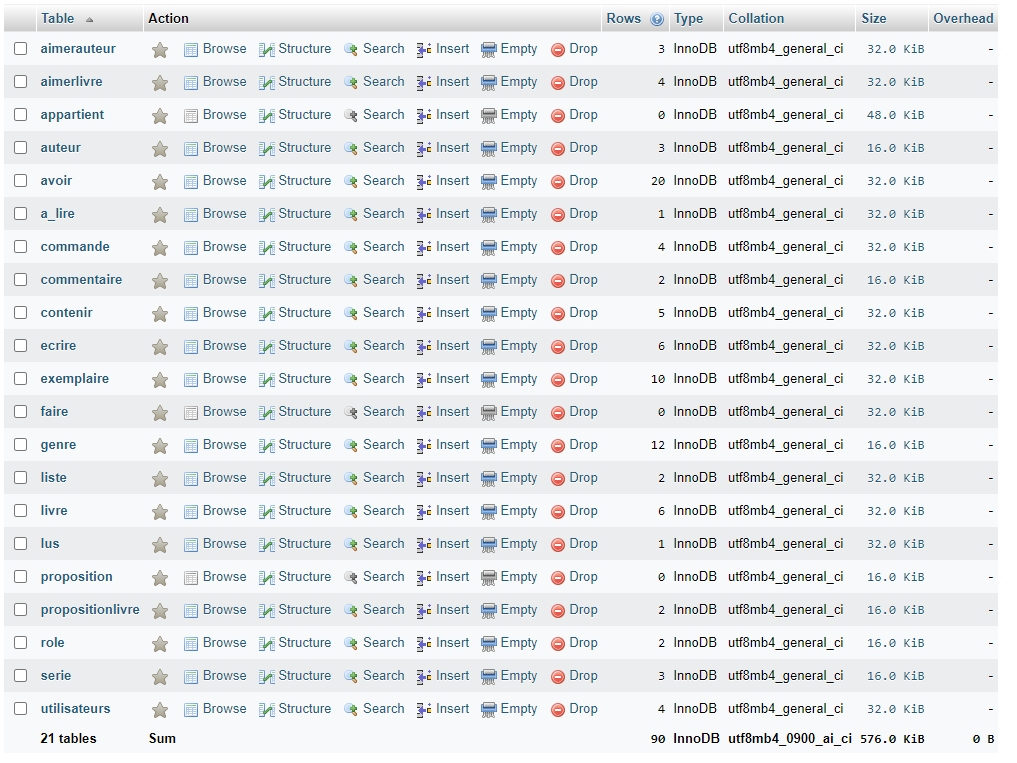 Table Action Rows Type Collation Size Overhead
aimerauteur Browse Structure Search Insert Empty Drop 3 InnoDB utf8mb4_general_ci 32.0 KiB -
aimerlivre Browse Structure Search Insert Empty Drop 4 InnoDB utf8mb4_general_ci 32.0 KiB -
appartient Browse Structure Search Insert Empty Drop 0 InnoDB utf8mb4_general_ci 48.0 KiB -
auteur Browse Structure Search Insert Empty Drop 3 InnoDB utf8mb4_general_ci 16.0 KiB -
avoir Browse Structure Search Insert Empty Drop 20 InnoDB utf8mb4_general_ci 32.0 KiB -
a_lire Browse Structure Search Insert Empty Drop 1 InnoDB utf8mb4_general_ci 32.0 KiB -
commande Browse Structure Search Insert Empty Drop 4 InnoDB utf8mb4_general_ci 32.0 KiB -
commentaire Browse Structure Search Insert Empty Drop 2 InnoDB utf8mb4_general_ci 16.0 KiB -
contenir Browse Structure Search Insert Empty Drop 5 InnoDB utf8mb4_general_ci 32.0 KiB -
ecrire Browse Structure Search Insert Empty Drop 6 InnoDB utf8mb4_general_ci 32.0 KiB -
exemplaire Browse Structure Search Insert Empty Drop 10 InnoDB utf8mb4_general_ci 32.0 KiB -
faire Browse Structure Search Insert Empty Drop 0 InnoDB utf8mb4_general_ci 32.0 KiB -
genre Browse Structure Search Insert Empty Drop 12 InnoDB utf8mb4_general_ci 16.0 KiB -
liste Browse Structure Search Insert Empty Drop 2 InnoDB utf8mb4_general_ci 32.0 KiB -
livre Browse Structure Search Insert Empty Drop 6 InnoDB utf8mb4_general_ci 32.0 KiB -
lus Browse Structure Search Insert Empty Drop 1 InnoDB utf8mb4_general_ci 32.0 KiB -
proposition Browse Structure Search Insert Empty Drop 0 InnoDB utf8mb4_general_ci 16.0 KiB -
propositionlivre Browse Structure Search Insert Empty Drop 2 InnoDB utf8mb4_general_ci 16.0 KiB -
role Browse Structure Search Insert Empty Drop 2 InnoDB utf8mb4_general_ci 16.0 KiB -
serie Browse Structure Search Insert Empty Drop 3 InnoDB utf8mb4_general_ci 16.0 KiB -
utilisateurs Browse Structure Search Insert Empty Drop 4 InnoDB utf8mb4_general_ci 32.0 KiB -
21 tables Sum 90 InnoDB utf8mb4_0900_ai_ci 576.0 KiB 0 B